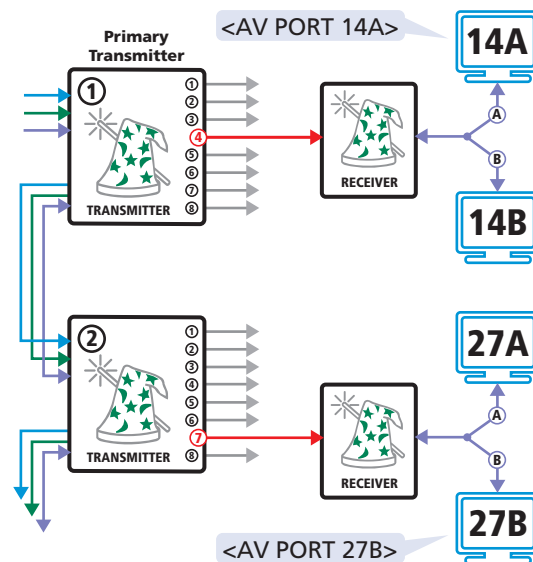 Primary
Transmitter
<AV PORT 14A>
14A
1
1
2
3
4
5
6
7
8
TRANSMITTER
RECEIVER
A
B
14B
2
1
2
3
4
5
6
7
8
TRANSMITTER
RECEIVER
27A
A
B
27B
<AV PORT 27B>